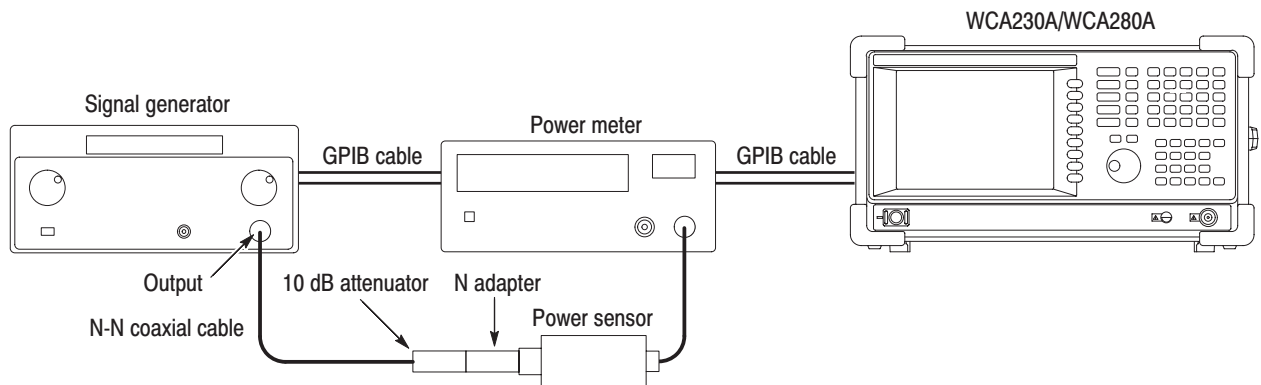 WCA230A/WCA280A
Signal generator
Power meter
GPIB cable
GPIB cable
Output
10 dB attenuator
N adapter
N-N coaxial cable
Power sensor